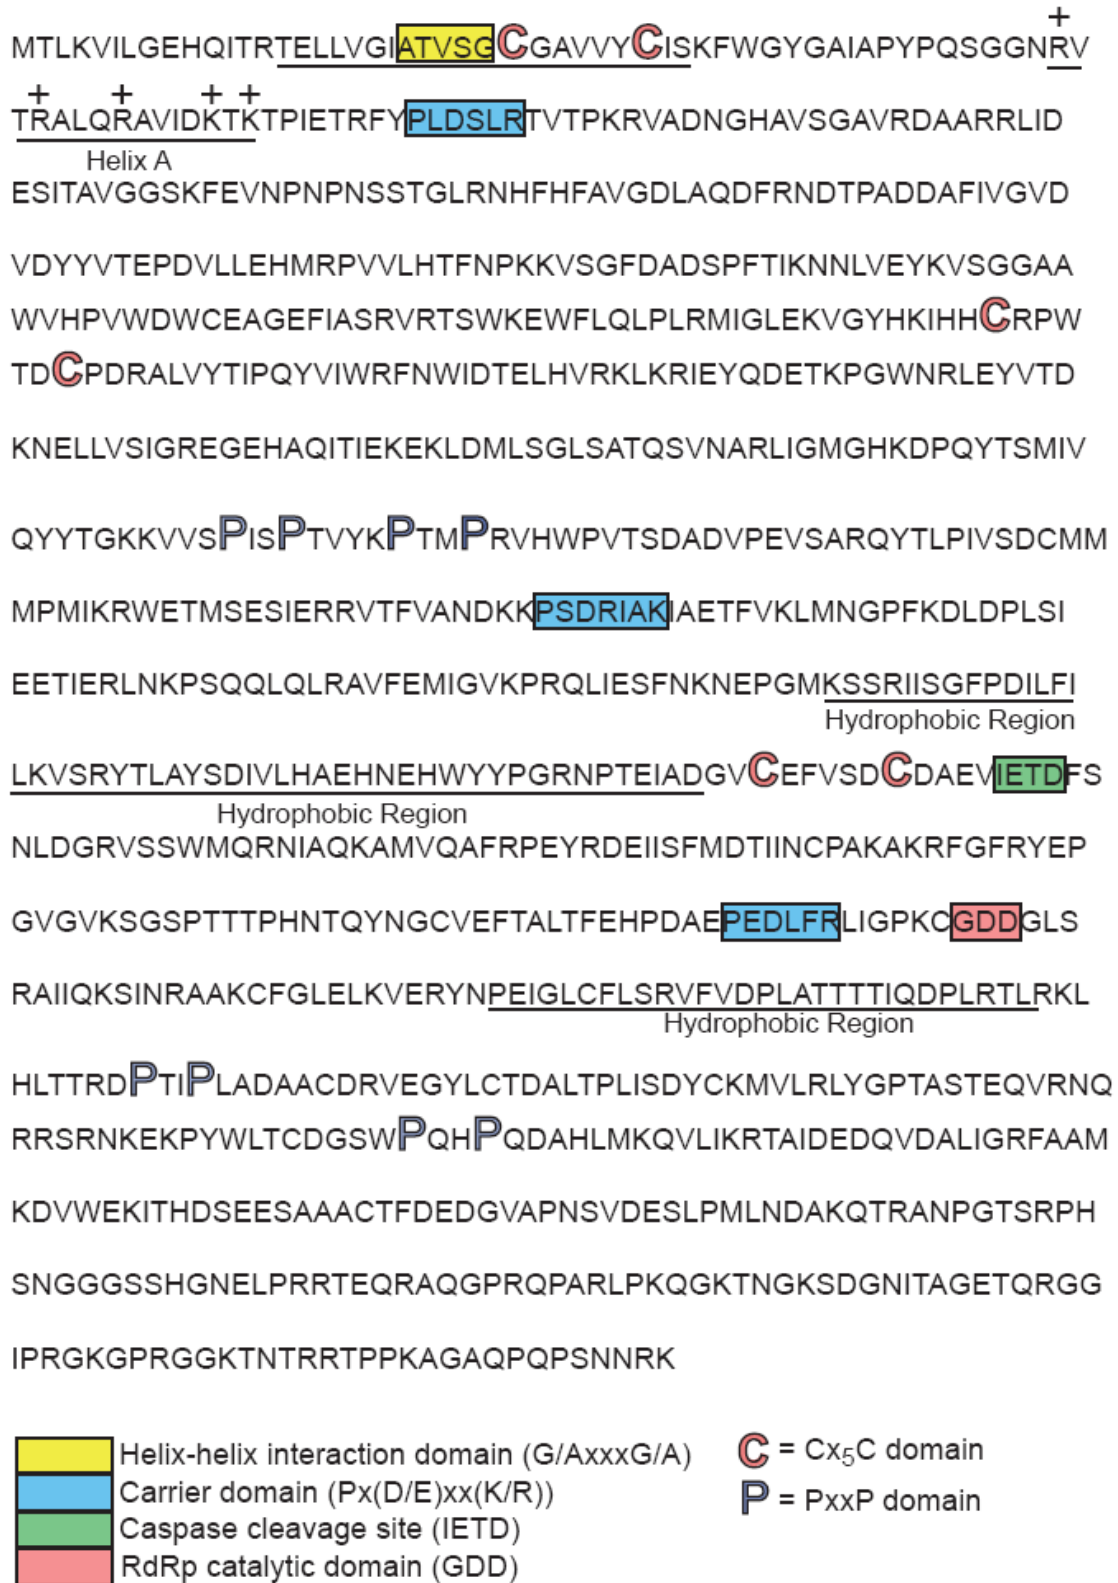 +
MTLKVILGEHQITRTELLVGIATVSGCGAVVYCISKFWGYGAIAPYPQSGGNRV
+ + + +
TRALQRAVIDKTKTPIETRFYPLDSLRTVTPKRVADNGHAVSGAVRDAARRLID
Helix A
ESITAVGGSKFEVNPNPNSSTGLRNHFHFAVGDLAQDFRNDTPADDAFIVGVD
VDYYVTEPDVLLEHMRPVVLHTFNPKKVSGFDADSPFTIKNNLVEYKVSGGAA
WVHPVWDWCEAGEFIASRVRTSWKEWFLQLPLRMIGLEKVGYHKIHHCRPW
TDCPDRALVYTIPQYVIWRFNWIDTELHVRKLKRIEYQDETKPGWNRLEYVTD
KNELLVSIGREGEHAQITIEKEKLDMLSGLSATQSVNARLIGMGHKDPQYTSMIV
QYYTGKKVVSPISPTVYKPTMPRVHWPVTSDADVPEVSARQYTLPIVSDCMM
MPMIKRWETMSESIERRVTFVANDKKPSDRIAKIAETFVKLMNGPFKDLDPLSI
EETIERLNKPSQQLQLRAVFEMIGVKPRQLIESFNKNEPGMKSSRIISGFPDILFI
Hydrophobic Region
LKVSRYTLAYSDIVLHAEHNEHWYYPGRNPTEIADGVCEFVSDCDAEVIETDFS
Hydrophobic Region
NLDGRVSSWMQRNIAQKAMVQAFRPEYRDEIISFMDTIINCPAKAKRFGFRYEP
GVGVKSGSPTTTPHNTQYNGCVEFTALTFEHPDAEPEDLFRLIGPKCGDDGLS
RAIIQKSINRAAKCFGLELKVERYNPEIGLCFLSRVFVDPLATTTTIQDPLRTLRKL
Hydrophobic Region
HLTTRDPTIPLADAACDRVEGYLCTDALTPLISDYCKMVLRLYGPTASTEQVRNQ
RRSRNKEKPYWLTCDGSWPQHPQDAHLMKQVLIKRTAIDEDQVDALIGRFAAM
KDVWEKITHDSEESAAACTFDEDGVAPNSVDESLPMLNDAKQTRANPGTSRPH
SNGGGSSHGNELPRRTEQRAQGPRQPARLPKQGKTNGKSDGNITAGETQRGG
IPRGKGPRGGKTNTRRTPPKAGAQPQPSNNRK
Helix-helix interaction domain (G/AxxxG/A)
Carrier domain (Px(D/E)xx(K/R))
Caspase cleavage site (IETD)
RdRp catalytic domain (GDD)
C = Cx5C domain
P = PxxP domain